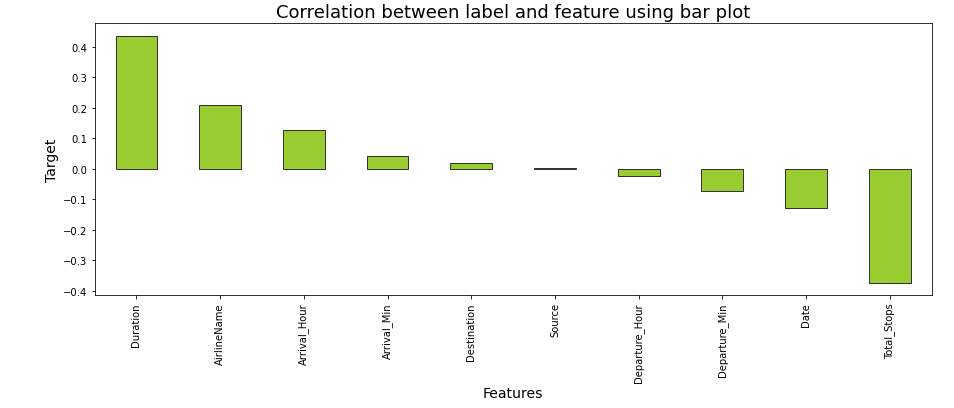 Correlation between label and feature using bar plot
Target
0.4
0.3
0.2
0.1
0.0
−0.1
−0.2
−0.3
−0.4
Duration
AirlineName
Arrival_Hour
Arrival_Min
Destination
Source
Departure_Hour
Departure_Min
Date
Total_Stops
Features